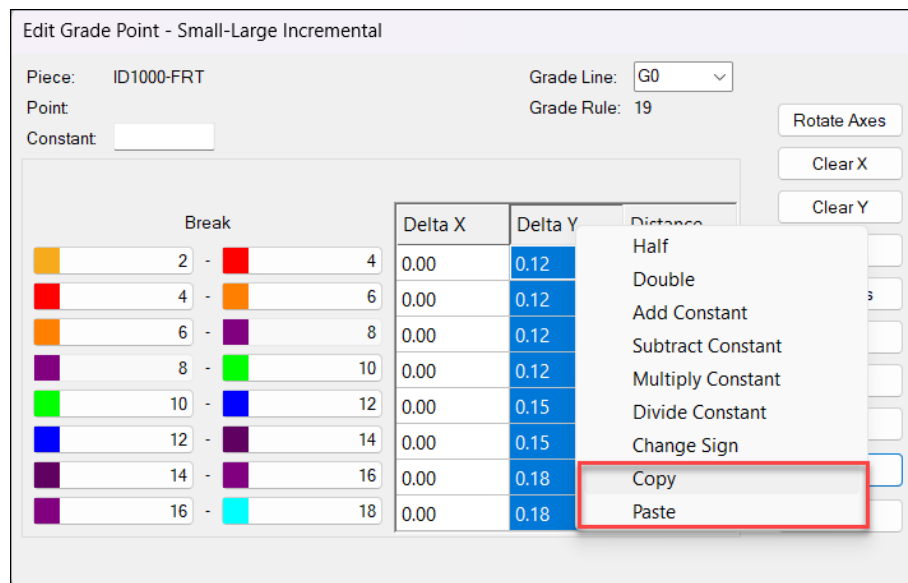 Edit Grade Point - Small-Large Incremental
Piece: ID1000-FRT Grade Line: G0
Point: Grade Rule: 19
Constant:
Rotate Axes
Clear X
Clear Y
Break Delta X Delta Y Distance
2 - 4 0.00 0.12
4 - 6 0.00 0.12
6 - 8 0.00 0.12
8 - 10 0.00 0.12
10 - 12 0.00 0.15
12 - 14 0.00 0.15
14 - 16 0.00 0.18
16 - 18 0.00 0.18
Half
Double
Add Constant
Subtract Constant
Multiply Constant
Divide Constant
Change Sign
Copy
Paste